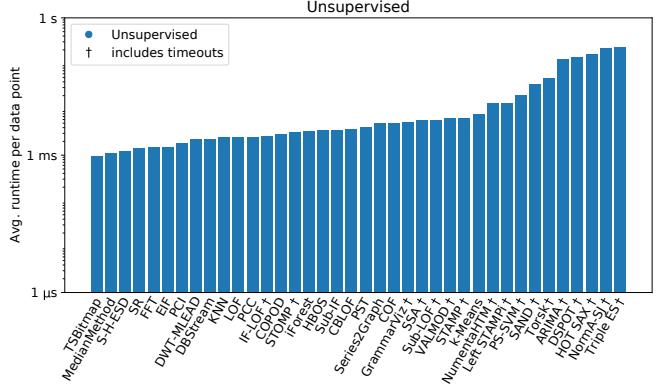 Unsupervised
1 s
Unsupervised
† includes timeouts
Avg. runtime per data point
1 ms
1 µs
TSBitmap
MedianMethod
S-H-ESD
SR
FFT
EIF
PCI
DWT-MLEAD
DBStream
KNN
LOF
PCC
IF-LOF †
COPOD
STOMP †
iForest
HBOS
Sub-IF
CBLOF
PST
Series2Graph
COF
GrammarViz †
SSA †
Sub-LOF †
VALMOD †
STAMP †
k-Means
NumentaHTM †
Left STAMPi †
PS-SVM †
SAND †
Torsk†
ARIMA †
DSPOT †
HOT SAX †
NormA-SJ †
Triple ES†